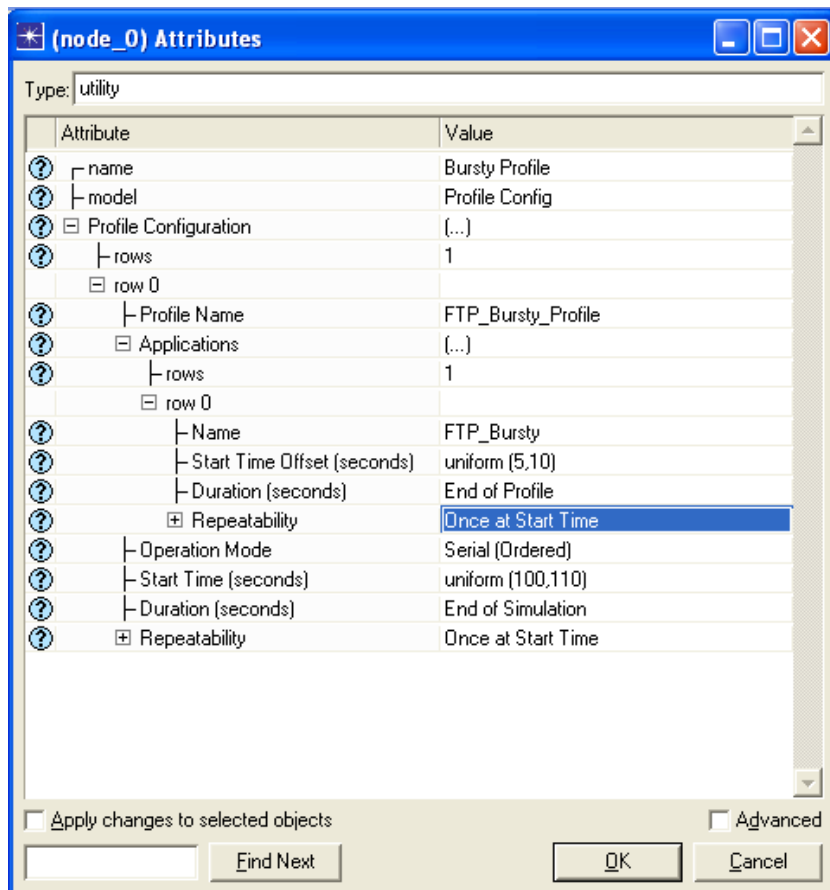 (node_0) Attributes
Type: utility
Attribute Value
name Bursty Profile
model Profile Config
Profile Configuration (...)
rows 1
row 0
Profile Name FTP_Bursty_Profile
Applications (...)
rows 1
row 0
Name FTP_Bursty
Start Time Offset (seconds) uniform (5,10)
Duration (seconds) End of Profile
Repeatability Once at Start Time
Operation Mode Serial (Ordered)
Start Time (seconds) uniform (100,110)
Duration (seconds) End of Simulation
Repeatability Once at Start Time
Apply changes to selected objects Advanced
Find Next OK Cancel